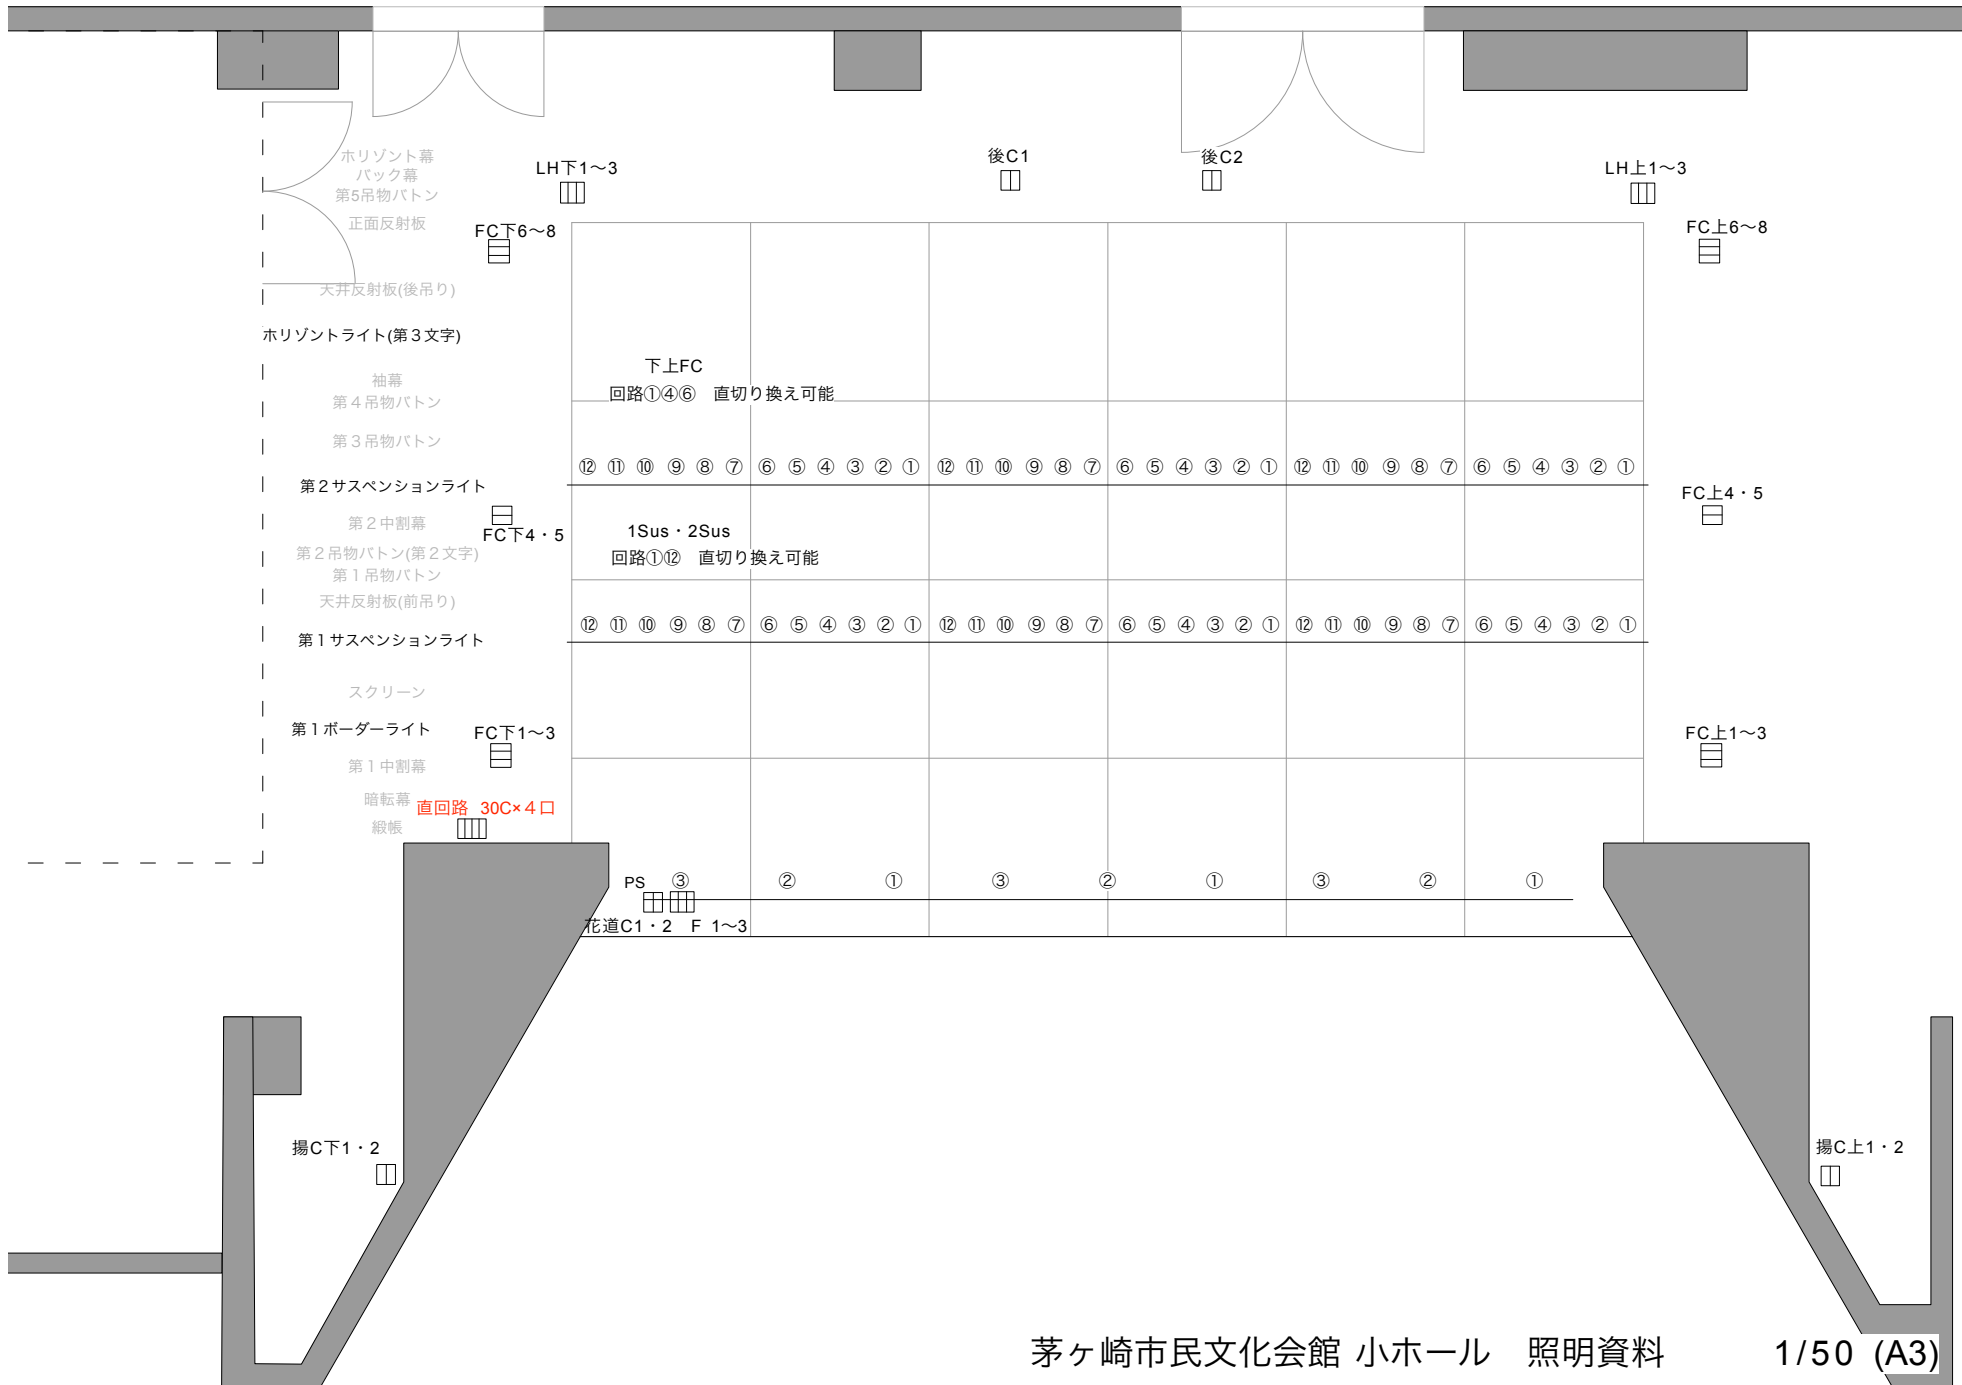 ホリゾント幕
バック幕
第5吊物バトン
正面反射板
LH下1〜3
後C1
後C2
LH上1〜3
FC下6〜8
FC上6〜8
天井反射板(後吊り)
ホリゾントライト(第３文字)
下上FC
回路①④⑥　直切り換え可能
袖幕
第４吊物バトン
第３吊物バトン
⑫ ⑪ ⑩ ⑨ ⑧ ⑦ ⑥ ⑤ ④ ③ ② ① ⑫ ⑪ ⑩ ⑨ ⑧ ⑦ ⑥ ⑤ ④ ③ ② ① ⑫ ⑪ ⑩ ⑨ ⑧ ⑦ ⑥ ⑤ ④ ③ ② ①
第２サスペンションライト
FC上4・5
第２中割幕
FC下4・5
1Sus・2Sus
回路①⑫　直切り換え可能
第２吊物バトン(第２文字)
第１吊物バトン
天井反射板(前吊り)
⑫ ⑪ ⑩ ⑨ ⑧ ⑦ ⑥ ⑤ ④ ③ ② ① ⑫ ⑪ ⑩ ⑨ ⑧ ⑦ ⑥ ⑤ ④ ③ ② ① ⑫ ⑪ ⑩ ⑨ ⑧ ⑦ ⑥ ⑤ ④ ③ ② ①
第１サスペンションライト
スクリーン
第１ボーダーライト
FC下1〜3
FC上1〜3
第１中割幕
暗転幕
直回路 30C×４口
緞帳
PS ③ ② ① ③ ② ① ③ ② ①
花道C1・2　F 1〜3
揚C下1・2
揚C上1・2
茅ヶ崎市民文化会館 小ホール　照明資料　1/50 (A3)